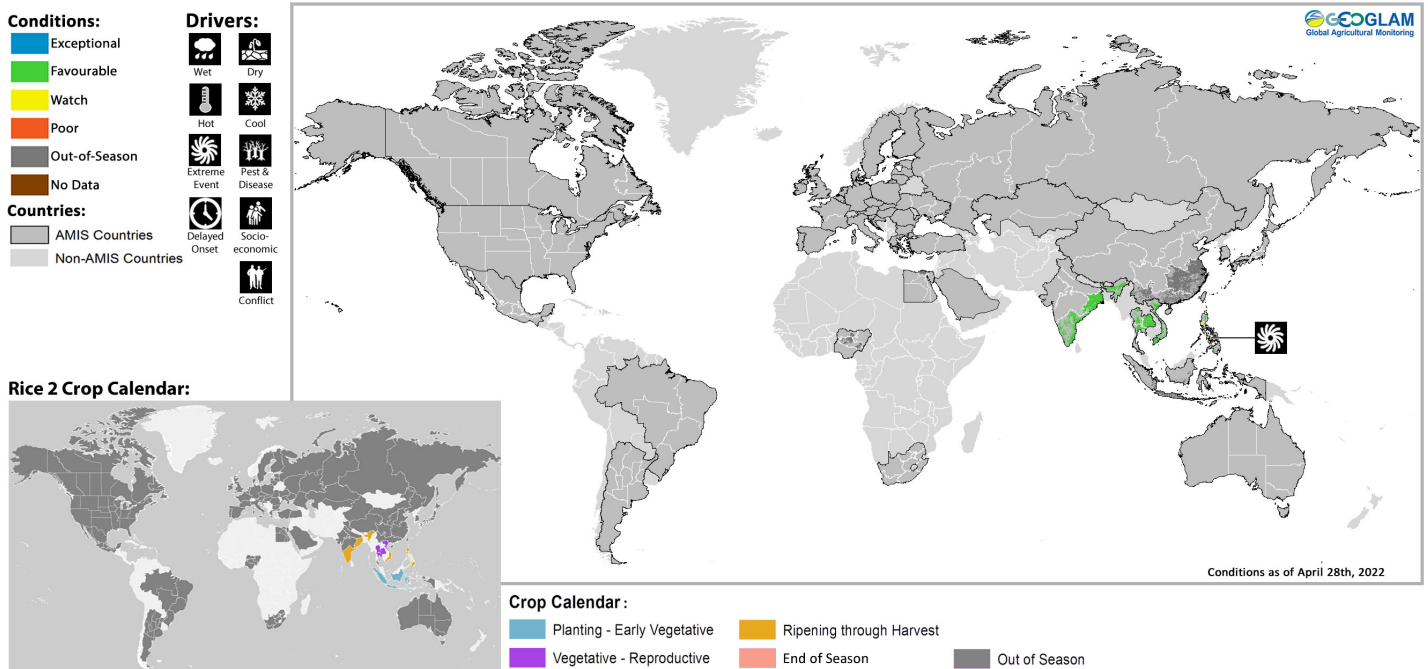 Conditions:
Exceptional
Favourable
Watch
Poor
Out-of-Season
No Data
Countries:
AMIS Countries
Non-AMIS Countries
Drivers:
Wet
Dry
Hot
Cool
Extreme
Event
Pest &
Disease
Delayed
Onset
Socio-
economic
Conflict
GEOGLAM
Global Agricultural Monitoring
Conditions as of April 28th, 2022
Rice 2 Crop Calendar:
Crop Calendar :
Planting - Early Vegetative
Ripening through Harvest
Vegetative - Reproductive
End of Season
Out of Season